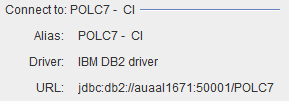 Connect to: POLC7 -  CI
Alias: POLC7 -  CI
Driver: IBM DB2 driver
URL: jdbc:db2://auaal1671:50001/POLC7